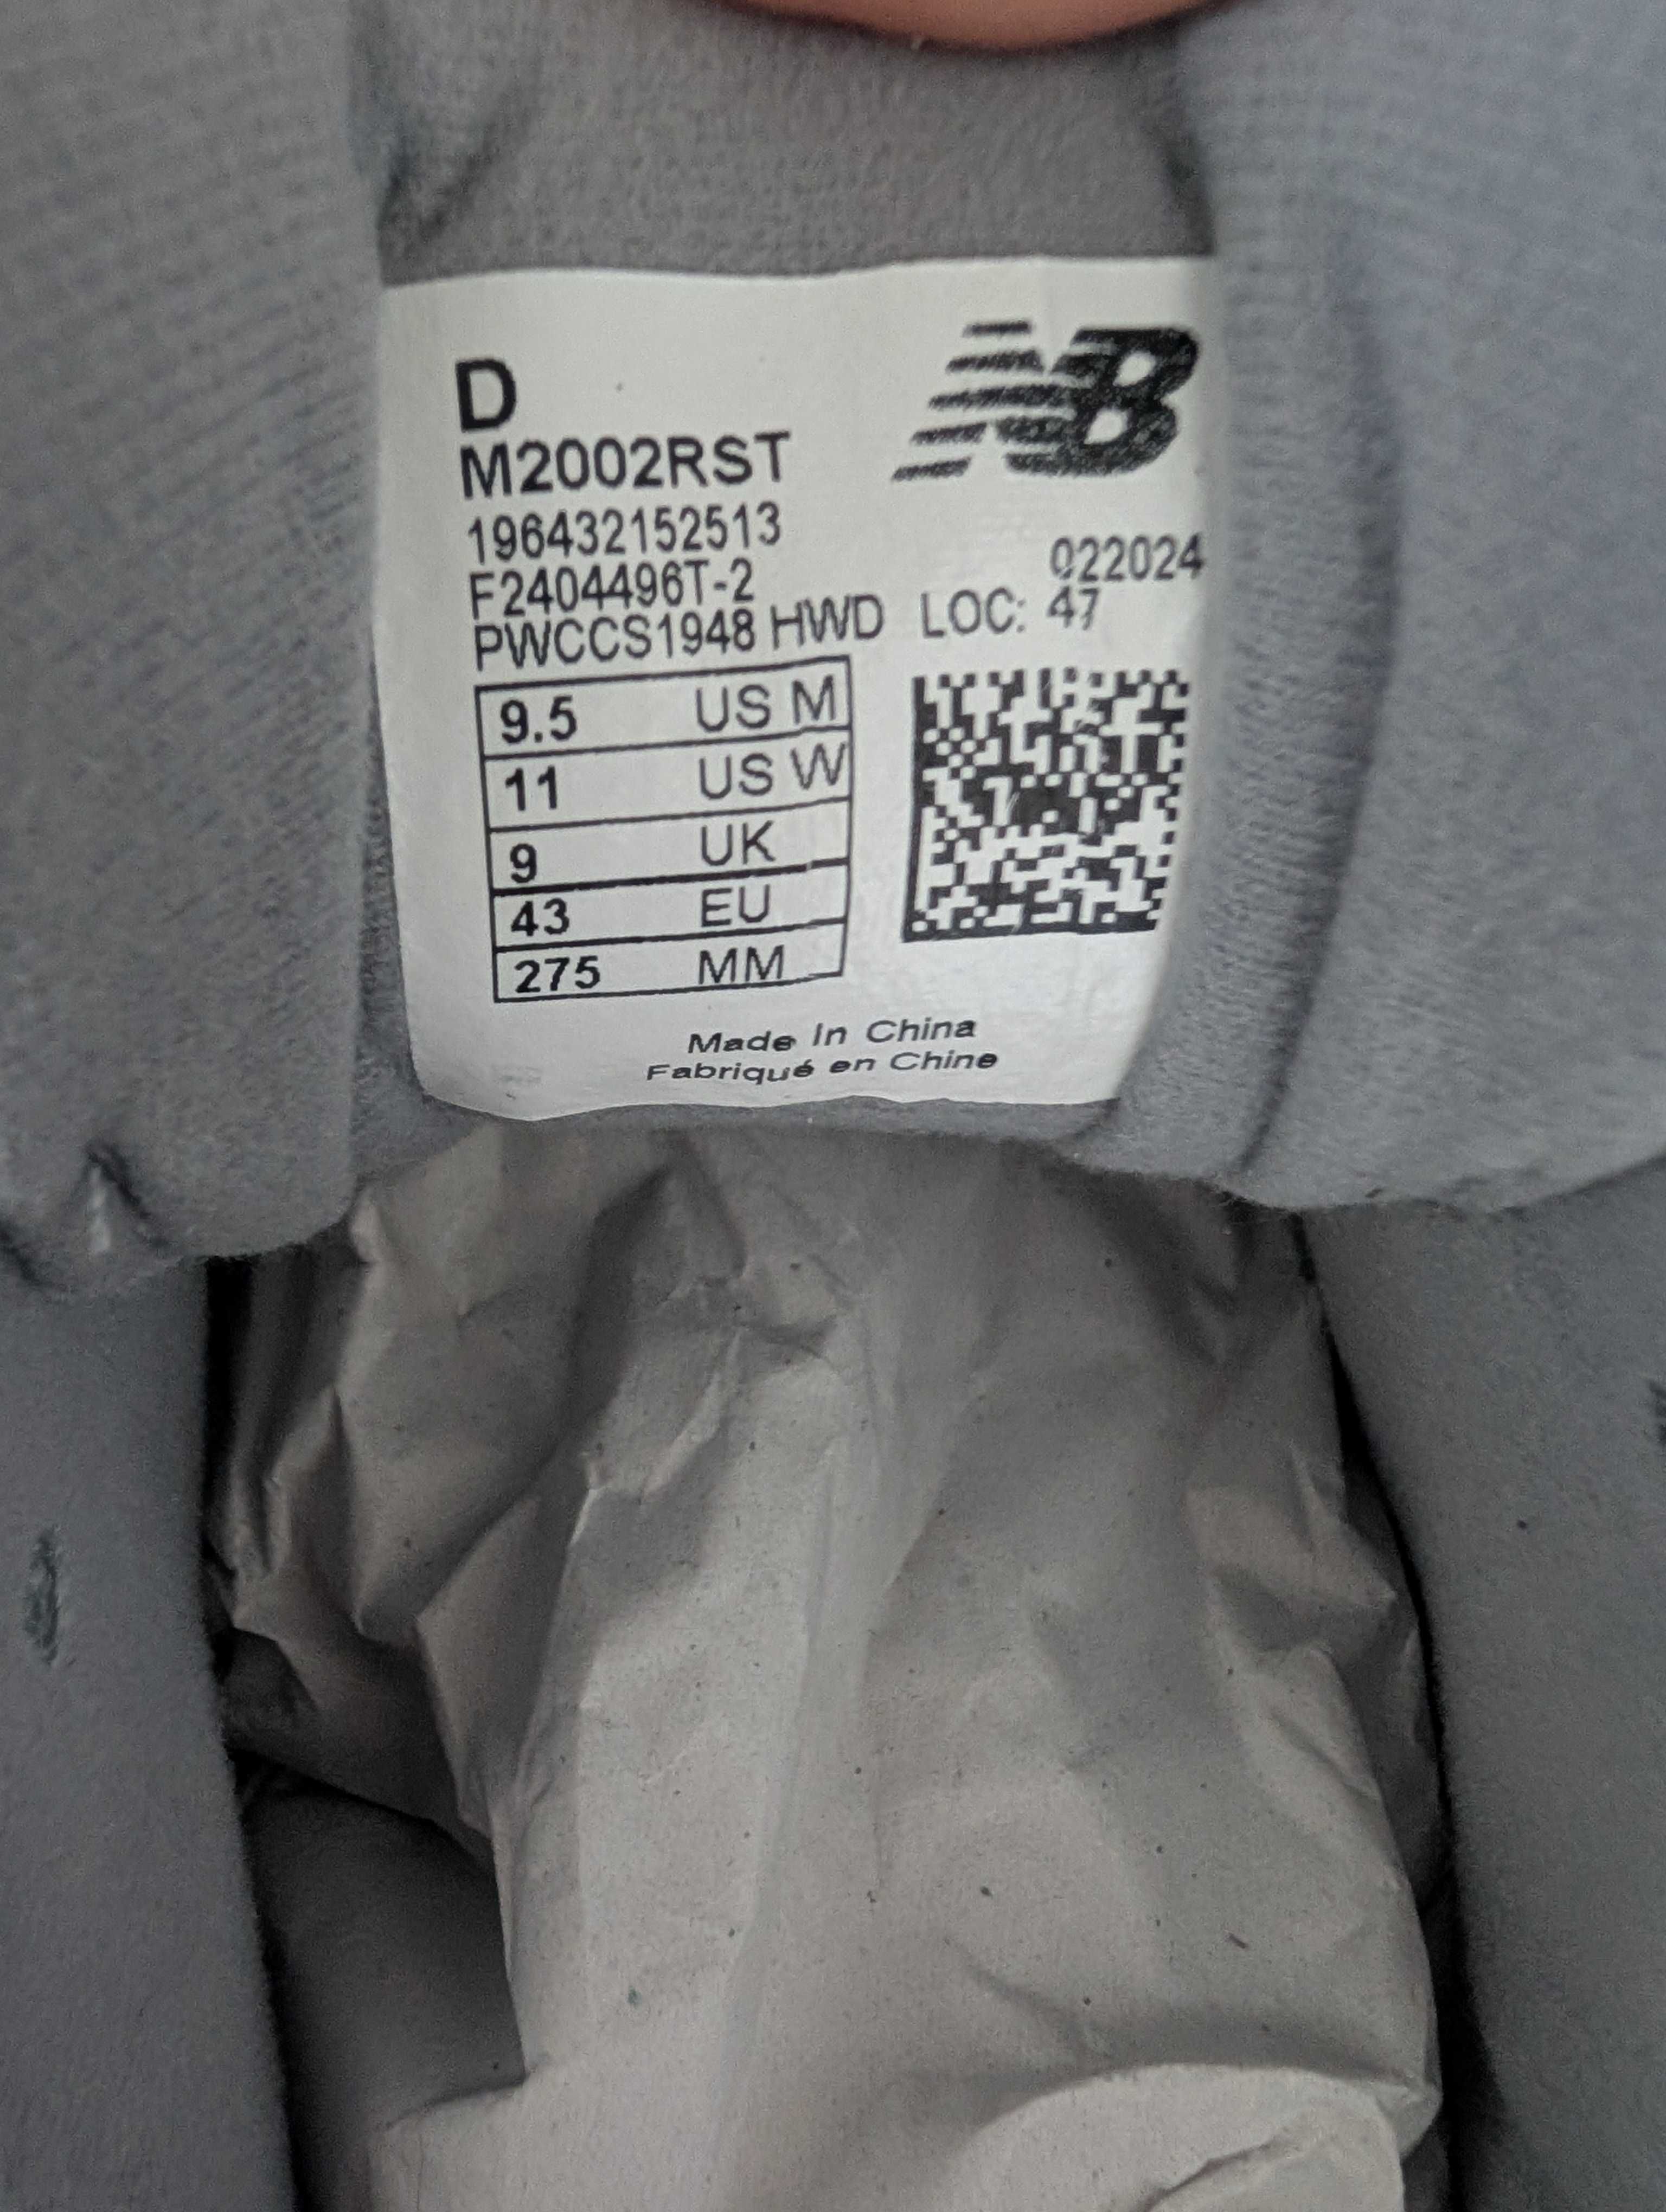 D
NB
M2002RST
196432152513
F2404496T-2 022024
PWCCS1948 HWD LOC: 47
9.5 US M
11 US W
9 UK
43 EU
275 MM
Made In China
Fabriqué en Chine